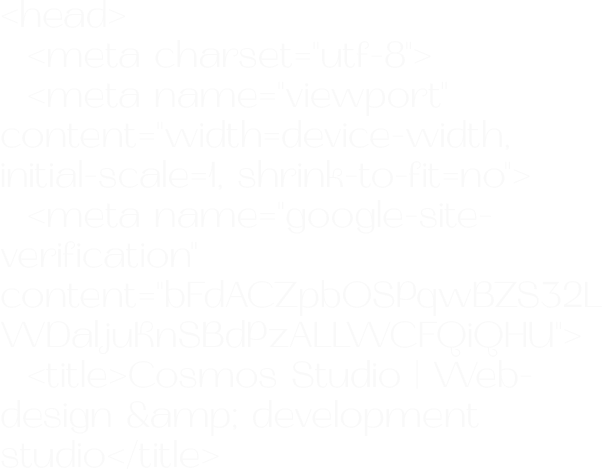 <head>
<meta charset="utf-8">
<meta name="viewport"
content="width=device-width,
initial-scale=1, shrink-to-fit=no">
<meta name="google-site-
verification"
content="bFdACZpbOSPqwBZS32L
WDaljuKnSBdPzALLWCFQiQHU">
<title>Cosmos Studio | Web-
design &amp; development
studio</title>